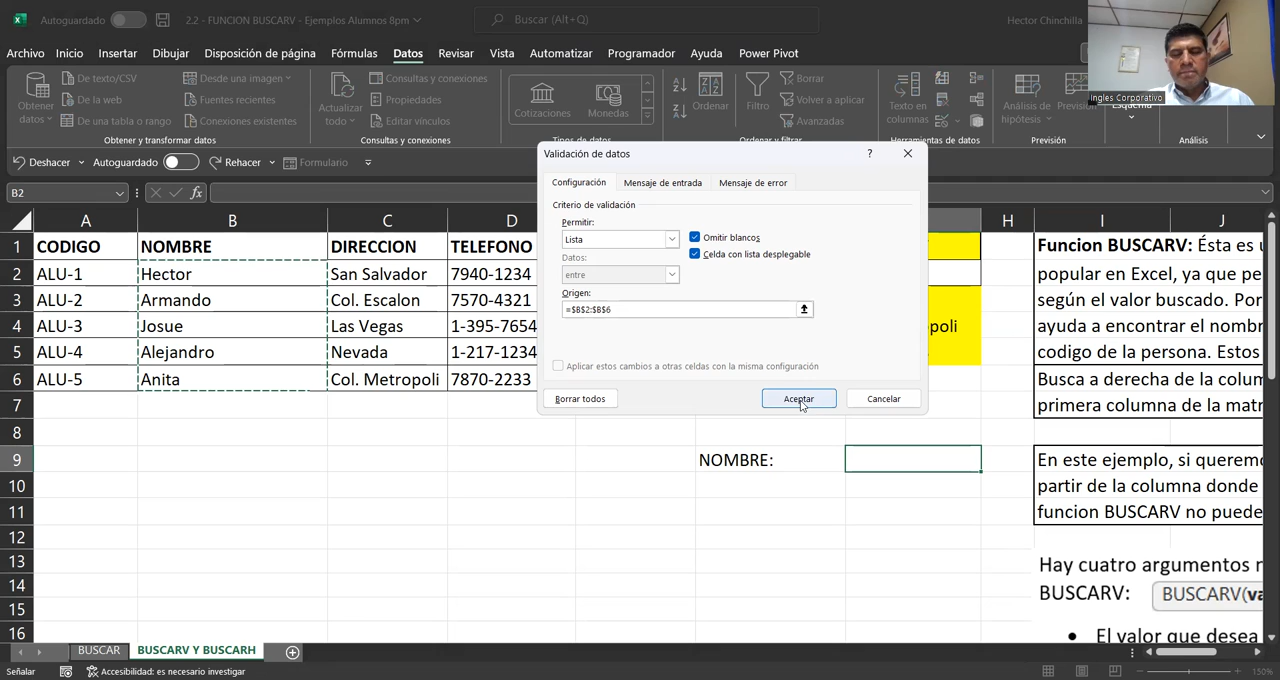 Autoguardado
2.2 - FUNCION BUSCARV - Ejemplos Alumnos 8pm
Buscar (Alt+Q)
Hector Chinchilla
Archivo Inicio Insertar Dibujar Disposición de página Fórmulas Datos Revisar Vista Automatizar Programador Ayuda Power Pivot
Obtener datos
De texto/CSV
De la web
De una tabla o rango
Desde una imagen
Fuentes recientes
Conexiones existentes
Obtener y transformar datos
Actualizar todo
Consultas y conexiones
Propiedades
Editar vínculos
Consultas y conexiones
Cotizaciones
Monedas
Tipos de datos
Ordenar
Filtro
Borrar
Volver a aplicar
Avanzadas
Ordenar y filtrar
Texto en columnas
Herramientas de datos
Análisis de hipótesis
Previsión
Esquema
Análisis
Ingles Corporativo
Deshacer Autoguardado Rehacer Formulario
B2
fx
A B C D H I J
1 CODIGO NOMBRE DIRECCION TELEFONO
2 ALU-1 Hector San Salvador 7940-1234
3 ALU-2 Armando Col. Escalon 7570-4321
4 ALU-3 Josue Las Vegas 1-395-7654
5 ALU-4 Alejandro Nevada 1-217-1234
6 ALU-5 Anita Col. Metropoli 7870-2233
7
8
9 NOMBRE:
10
11
12
13
14
15
16
Validación de datos
?
Configuración Mensaje de entrada Mensaje de error
Criterio de validación
Permitir:
Lista
Omitir blancos
Celda con lista desplegable
Datos:
entre
Origen:
=$B$2:$B$6
Aplicar estos cambios a otras celdas con la misma configuración
Borrar todos Aceptar Cancelar
poli
Funcion BUSCARV: Ésta es u
popular en Excel, ya que pe
según el valor buscado. Por
ayuda a encontrar el nombr
codigo de la persona. Estos
Busca a derecha de la colum
primera columna de la matr
En este ejemplo, si queremo
partir de la columna donde
funcion BUSCARV no puede
Hay cuatro argumentos n
BUSCARV: BUSCARV(va
• El valor que desea
BUSCAR BUSCARV Y BUSCARH
Señalar
Accesibilidad: es necesario investigar
150%